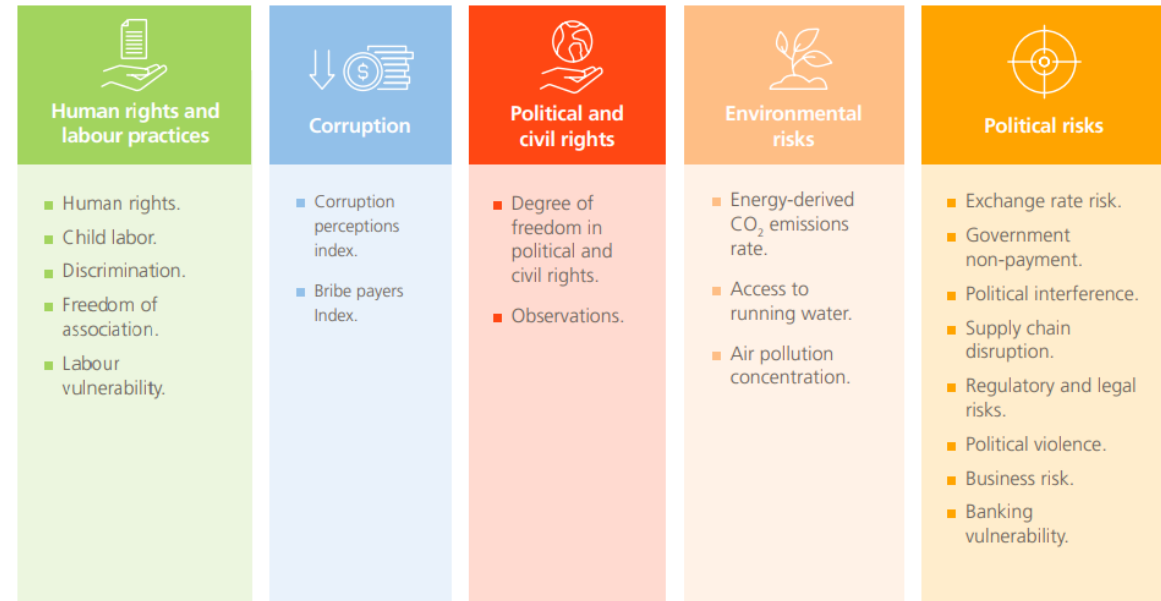 Human rights and
labour practices
Human rights.
Child labor.
Discrimination.
Freedom of
association.
Labour
vulnerability.
$
Corruption
Corruption
perceptions
index.
Bribe payers
Index.
Political and
civil rights
Degree of
freedom in
political and
civil rights.
Observations.
Environmental
risks
Energy-derived
CO₂ emissions
rate.
Access to
running water.
Air pollution
concentration.
Political risks
Exchange rate risk.
Government
non-payment.
Political interference.
Supply chain
disruption.
Regulatory and legal
risks.
Political violence.
Business risk.
Banking
vulnerability.